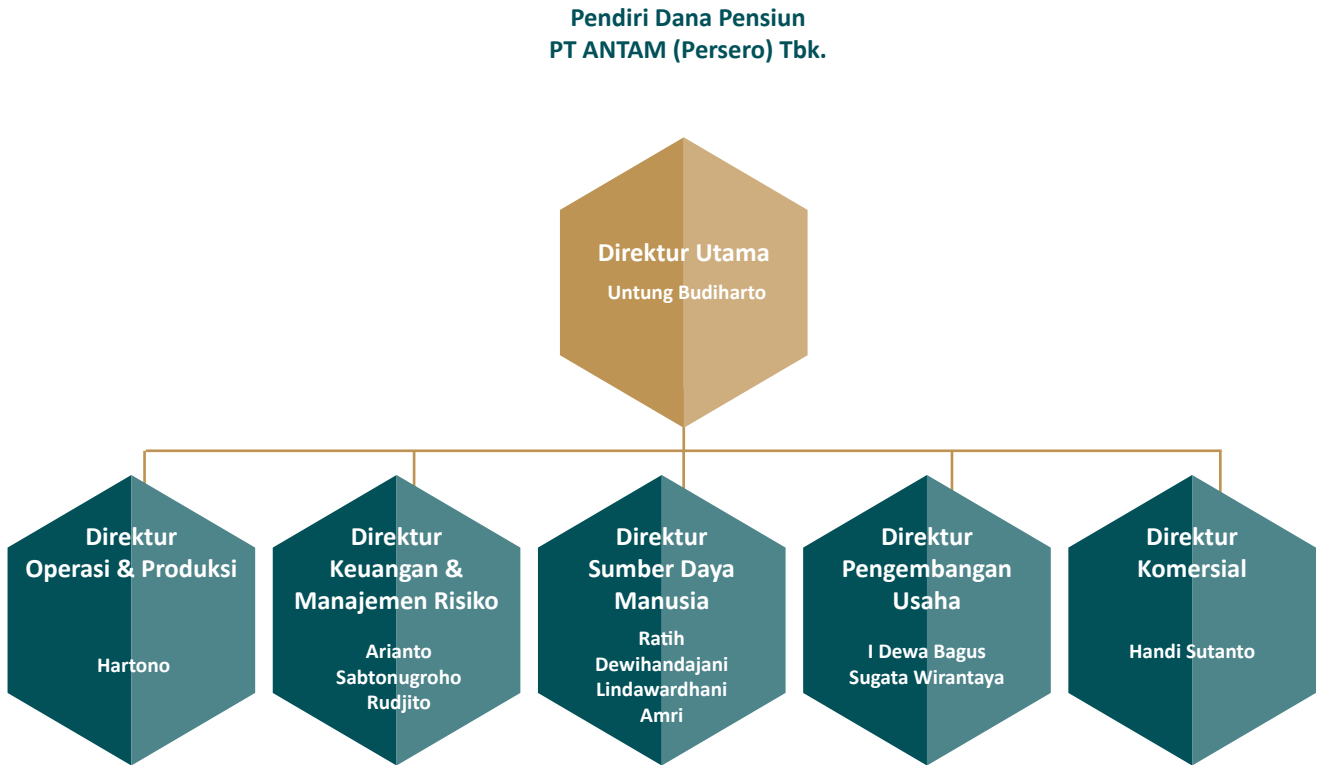 Pendiri Dana Pensiun
PT ANTAM (Persero) Tbk.
Direktur Utama
Untung Budiharto
Direktur
Operasi & Produksi
Hartono
Direktur
Keuangan &
Manajemen Risiko
Arianto
Sabtonugroho
Rudjito
Direktur
Sumber Daya
Manusia
Ratih
Dewihandajani
Lindawardhani
Amri
Direktur
Pengembangan
Usaha
I Dewa Bagus
Sugata Wirantaya
Direktur
Komersial
Handi Sutanto